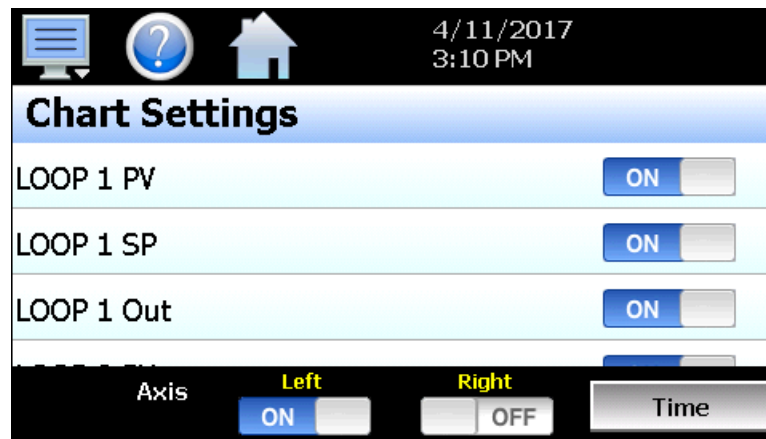 4/11/2017
3:10 PM
Chart Settings
LOOP 1 PV ON
LOOP 1 SP ON
LOOP 1 Out ON
Axis Left ON Right OFF Time